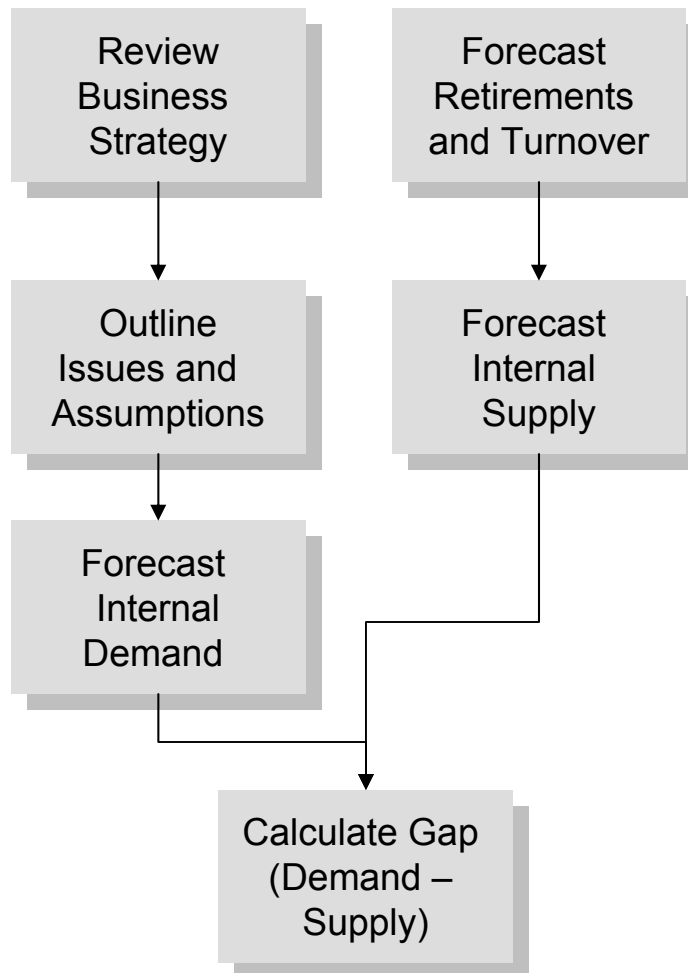 Review
Business
Strategy
Forecast
Retirements
and Turnover
Outline
Issues and
Assumptions
Forecast
Internal
Supply
Forecast
Internal
Demand
Calculate Gap
(Demand –
Supply)